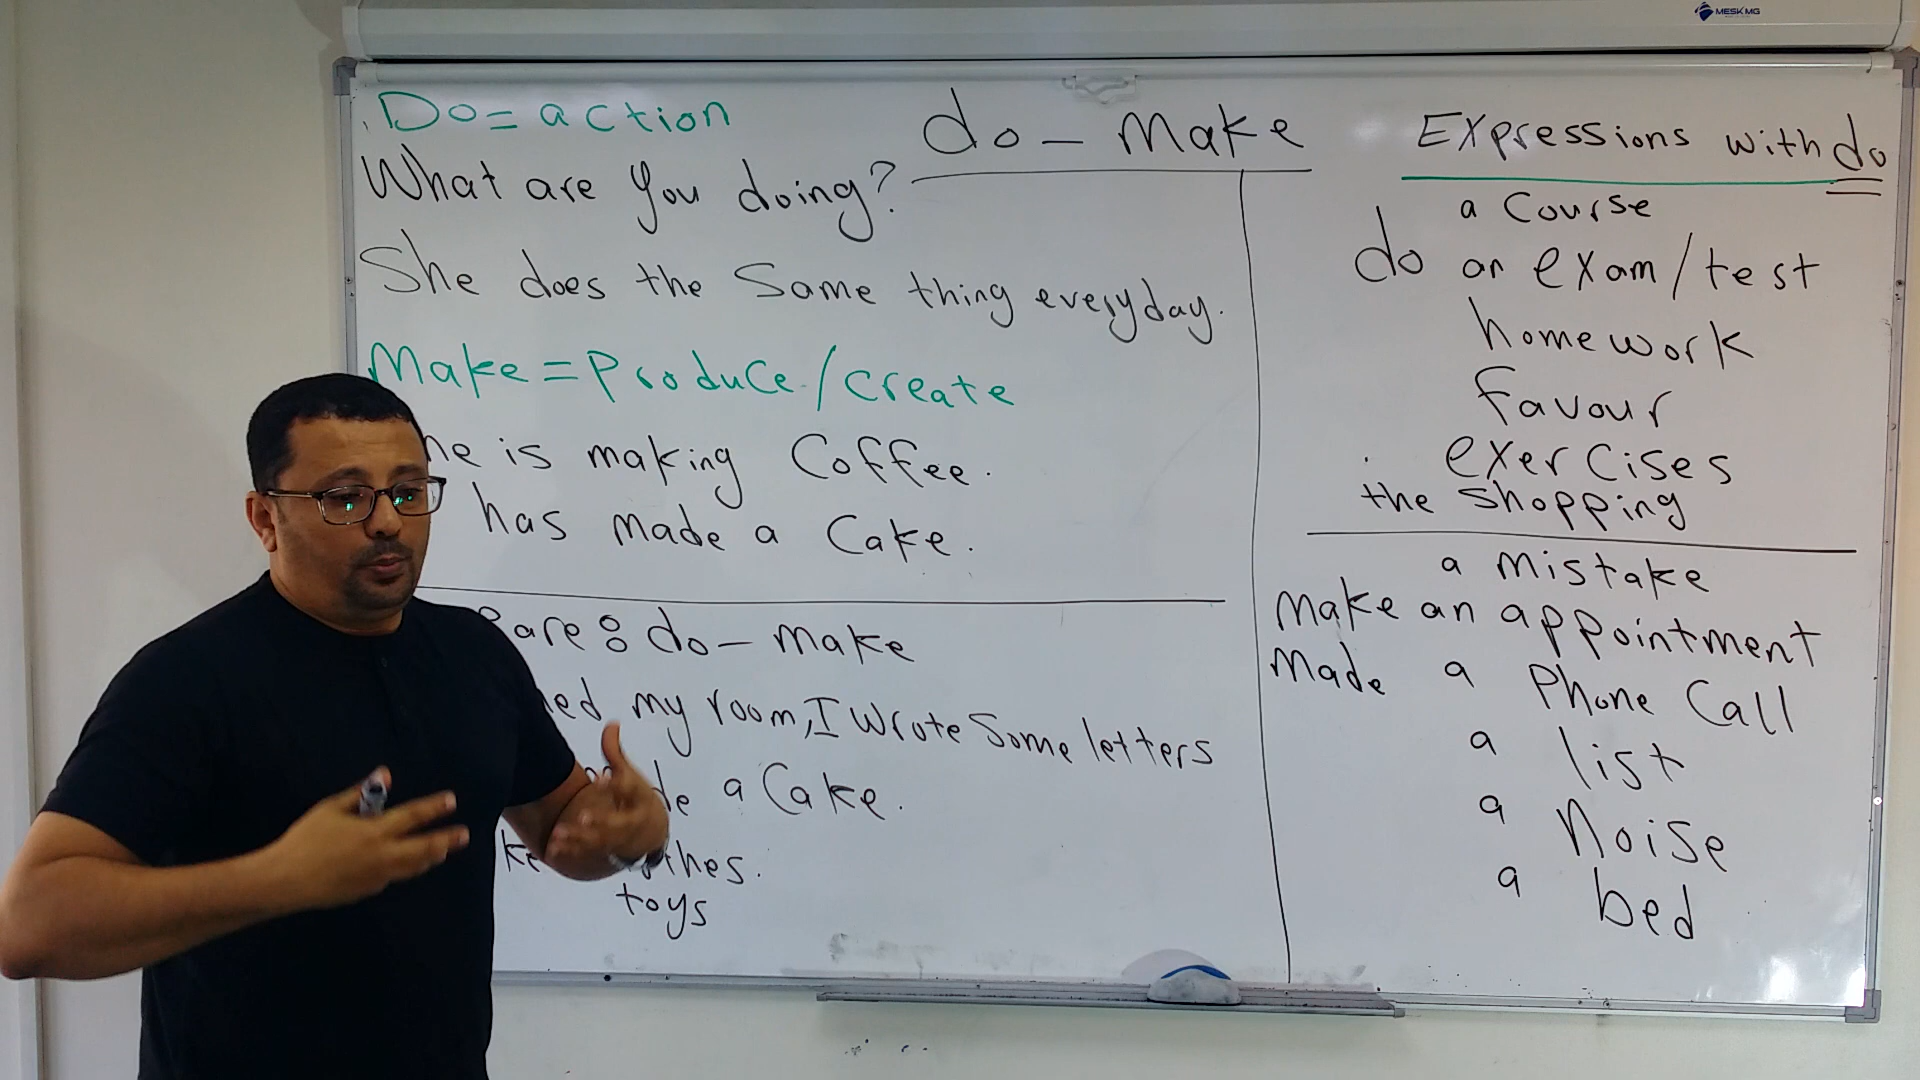 MESK MG
do - Make
Do = action
What are you doing?
She does the Same thing everyday.
Make = Produce / create
is making Coffee.
has made a Cake.
do - make
my room, I wrote Some letters
a Cake.
toys
Expressions with do
a Course
do an exam / test
homework
favour
exercises
the shopping
a mistake
Make an appointment
Made a Phone Call
a list
a Noise
a bed